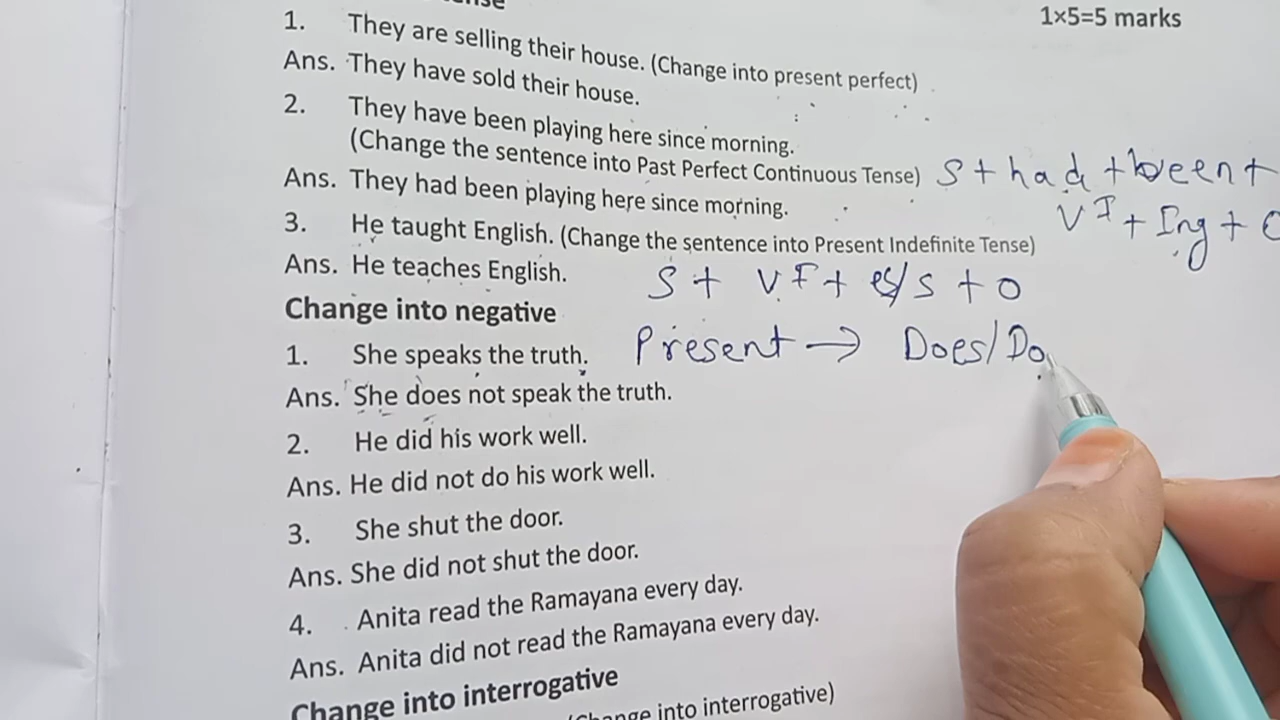 1×5=5 marks
1. They are selling their house. (Change into present perfect)
Ans. They have sold their house.
2. They have been playing here since morning.
(Change the sentence into Past Perfect Continuous Tense) S + had + been +
V I + Ing +
Ans. They had been playing here since morning.
3. He taught English. (Change the sentence into Present Indefinite Tense)
Ans. He teaches English. S + V I + es/s + O
Change into negative
1. She speaks the truth. Present → Does/Do
Ans. She does not speak the truth.
2. He did his work well.
Ans. He did not do his work well.
3. She shut the door.
Ans. She did not shut the door.
4. Anita read the Ramayana every day.
Ans. Anita did not read the Ramayana every day.
Change into interrogative
(Change into interrogative)